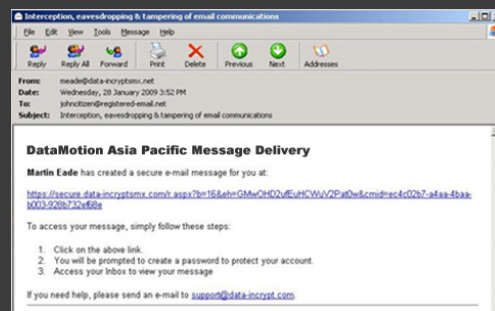 Interception, eavesdropping & tampering of email communications
File Edit View Tools Message Help
Reply Reply All Forward Print Delete Previous Next Addresses
From: meade@data-incryptsmx.net
Date: Wednesday, 28 January 2009 3:52 PM
To: johncitizen@registered-email.net
Subject: Interception, eavesdropping & tampering of email communications
DataMotion Asia Pacific Message Delivery
Martin Eade has created a secure e-mail message for you at:
https://secure.data-incryptsmx.com/r.aspx?b=16&eh=GMwOHD2ufEuHCWuV2Pat0w&cmid=ec4c02b7-a4aa-4baa-
b003-928b732ef68e
To access your message, simply follow these steps:
1. Click on the above link.
2. You will be prompted to create a password to protect your account.
3. Access your Inbox to view your message
If you need help, please send an e-mail to support@data-incrypt.com.